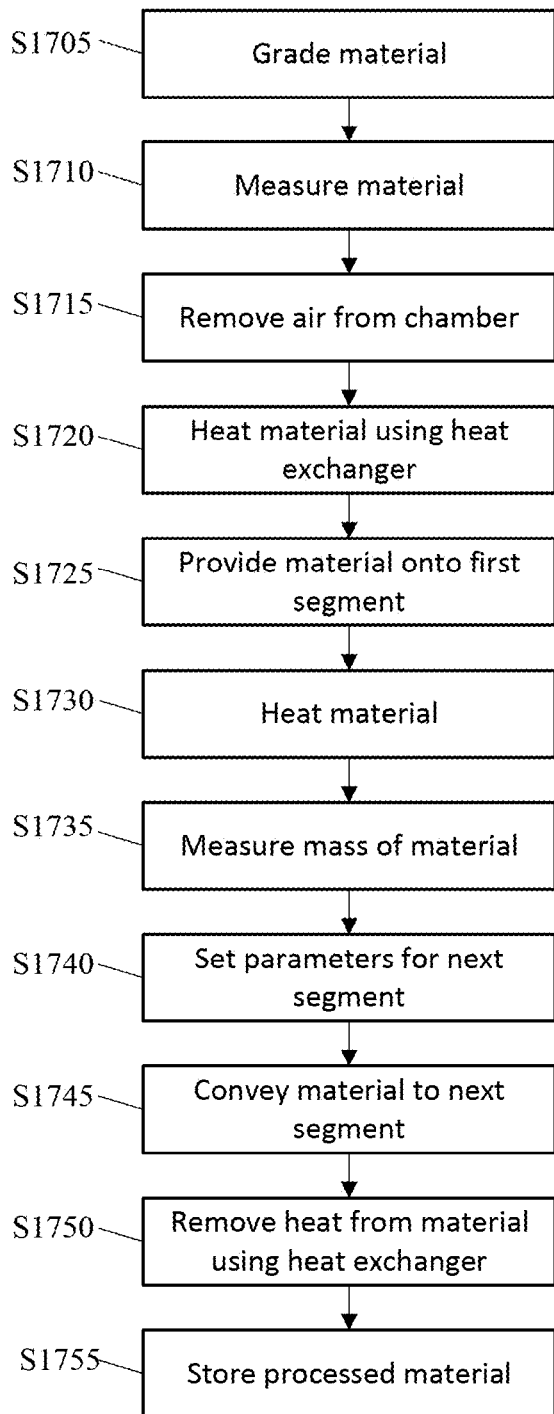 S1705
Grade material
S1710
Measure material
S1715
Remove air from chamber
S1720
Heat material using heat
exchanger
S1725
Provide material onto first
segment
S1730
Heat material
S1735
Measure mass of material
S1740
Set parameters for next
segment
S1745
Convey material to next
segment
S1750
Remove heat from material
using heat exchanger
S1755
Store processed material